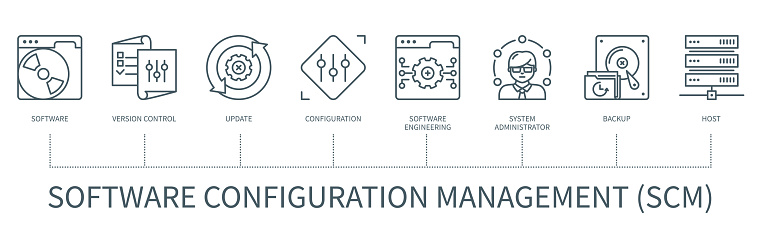 SOFTWARE
VERSION CONTROL
UPDATE
CONFIGURATION
SOFTWARE
ENGINEERING
SYSTEM
ADMINISTRATOR
BACKUP
HOST
SOFTWARE CONFIGURATION MANAGEMENT (SCM)